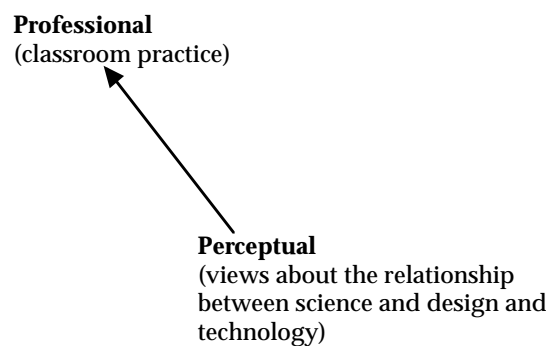 Professional
(classroom practice)
Perceptual
(views about the relationship
between science and design and
technology)